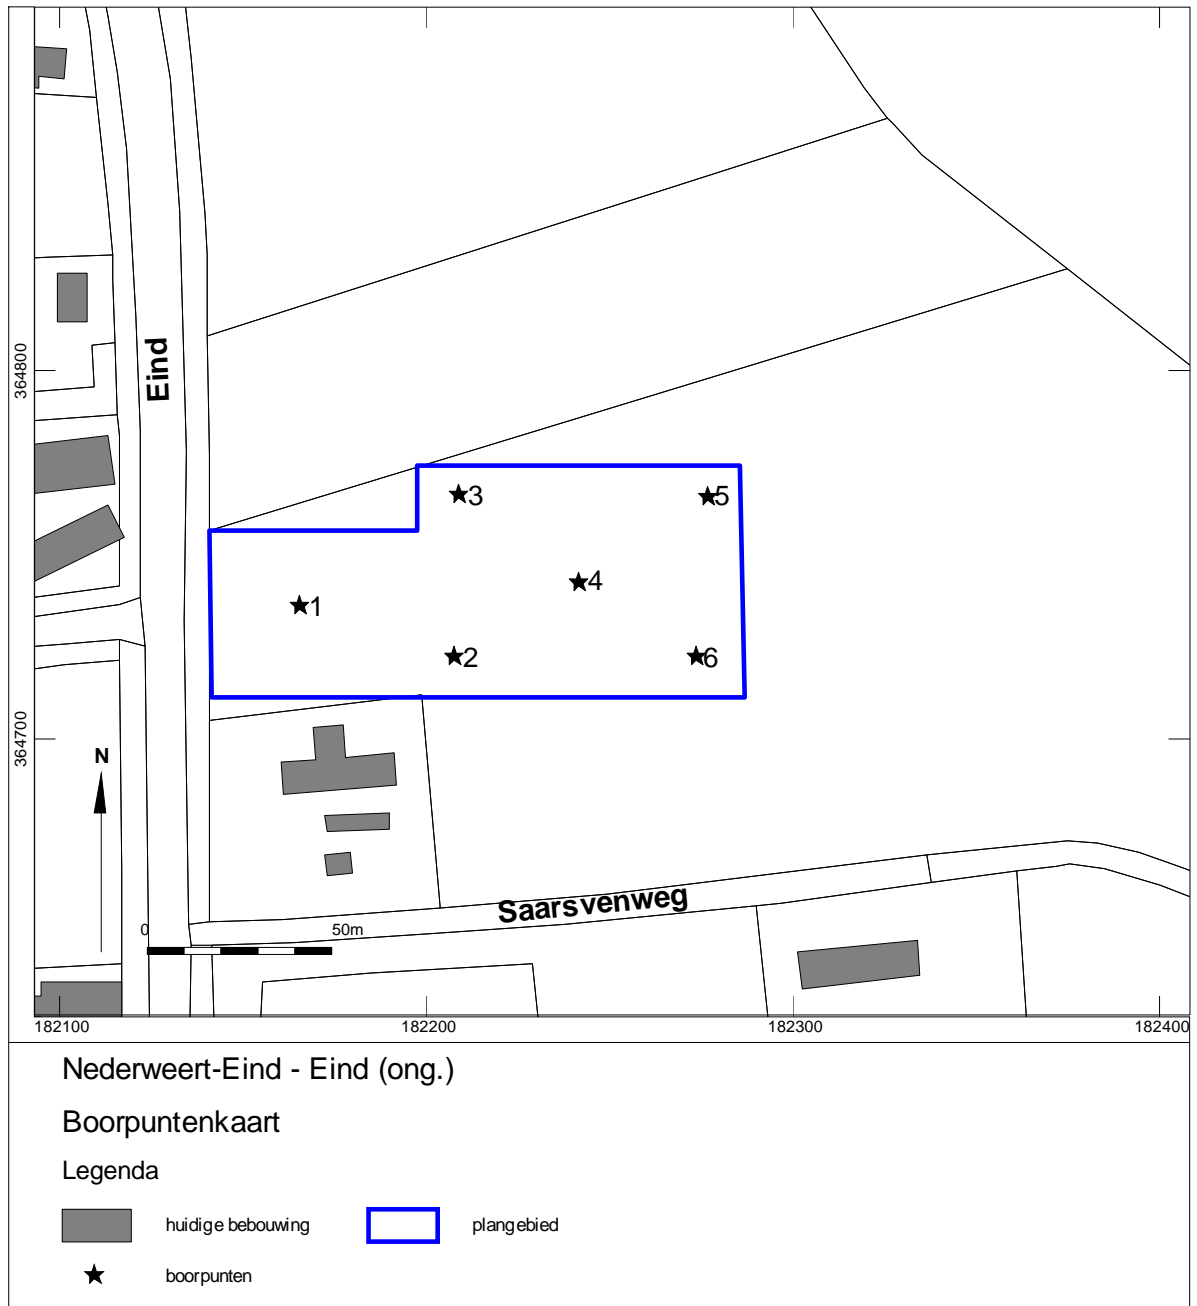 364800
Eind
3
5
4
1
2
6
364700
N
Saarsvenweg
0 50m
182100 182200 182300 182400
Nederweert-Eind - Eind (ong.)
Boorpuntenkaart
Legenda
huidige bebouwing plangebied
boorpunten